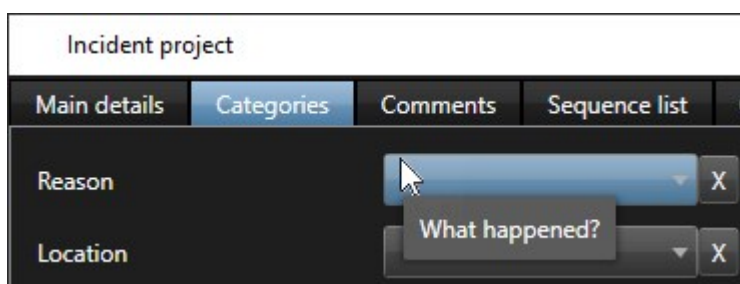 Incident project
Main details Categories Comments Sequence list
Reason X
What happened?
Location X